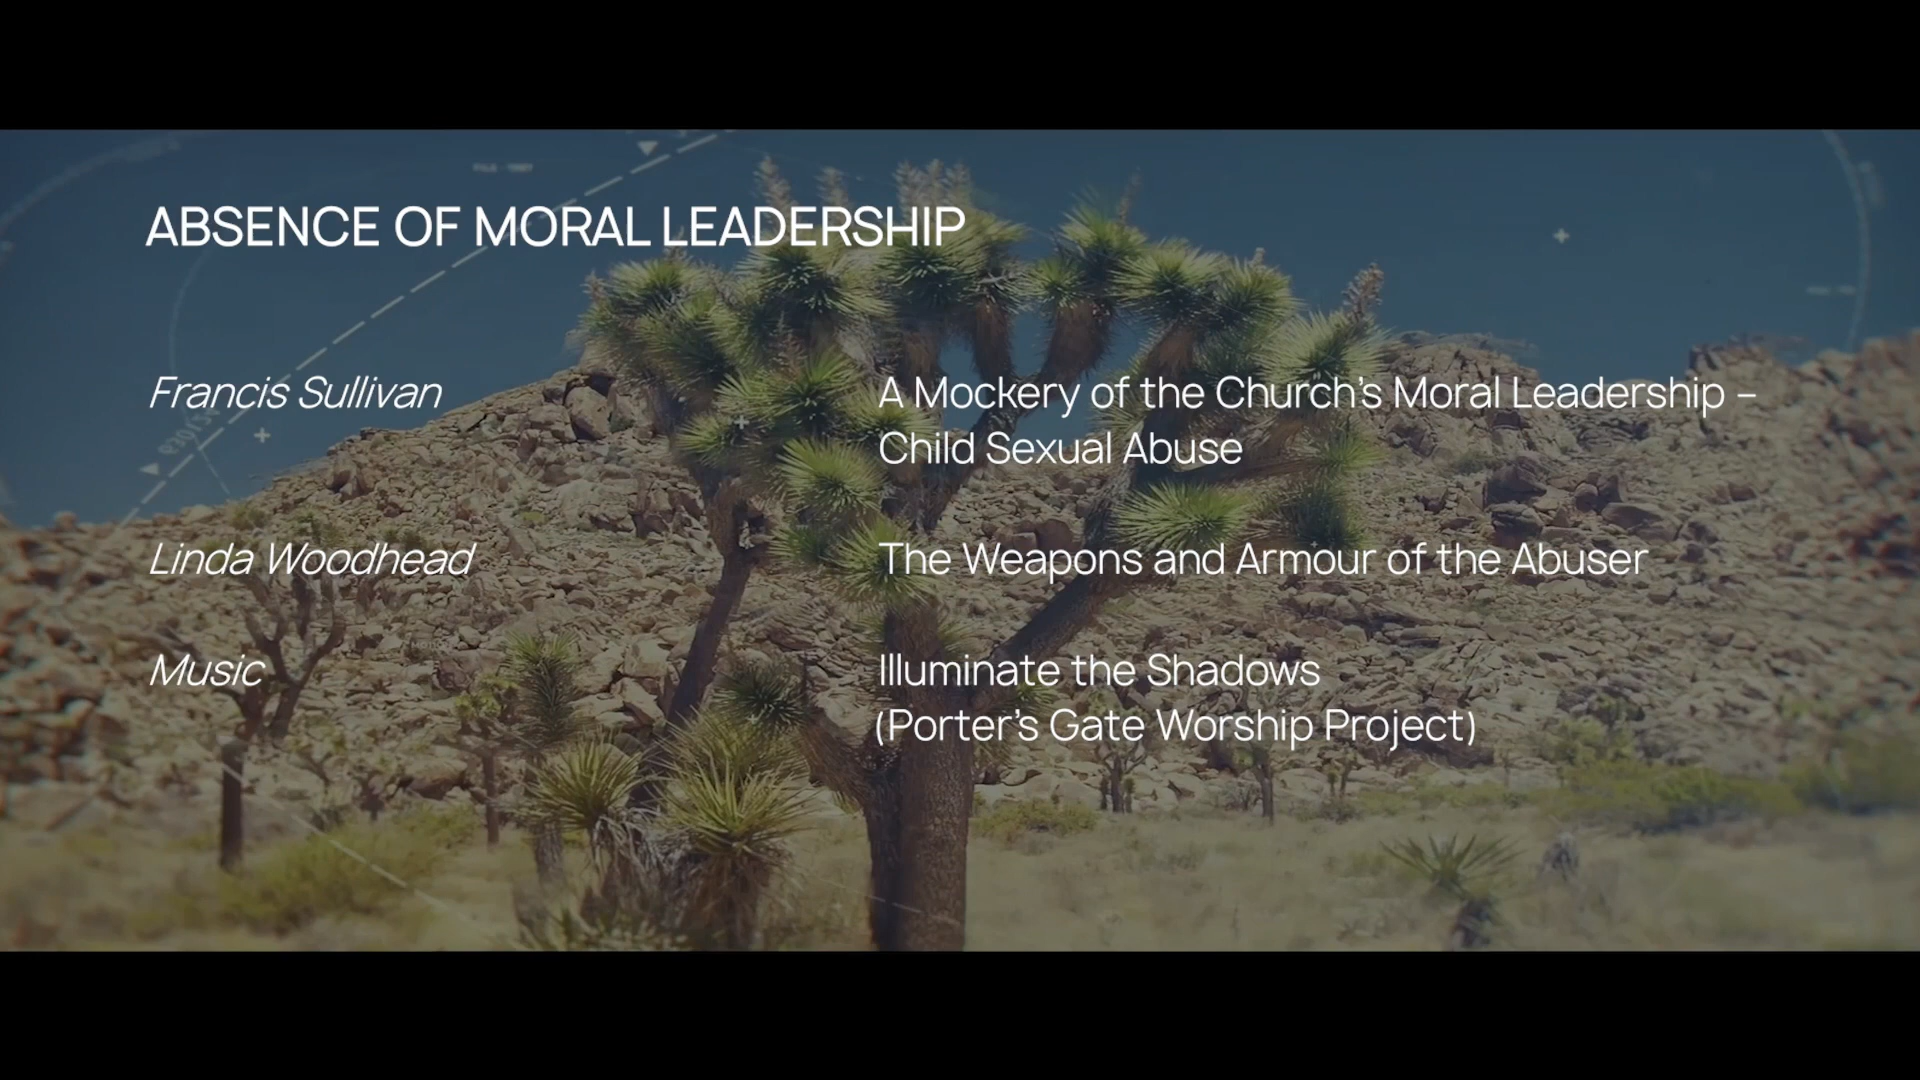 ABSENCE OF MORAL LEADERSHIP
Francis Sullivan
A Mockery of the Church's Moral Leadership –
Child Sexual Abuse
Linda Woodhead
The Weapons and Armour of the Abuser
Music
Illuminate the Shadows
(Porter's Gate Worship Project)